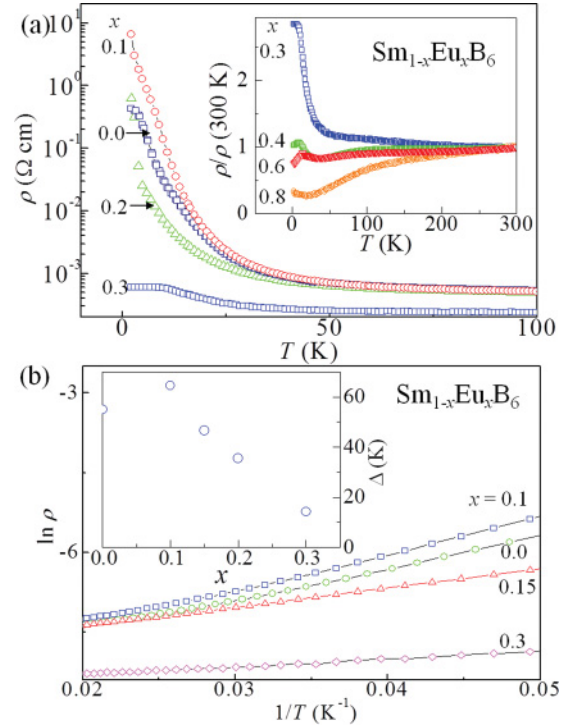 (a)
x
0.1
0.0
0.2
0.3
10^1
10^0
10^-1
10^-2
10^-3
ρ (Ω cm)
0 50 100
T (K)
Sm1-xEuxB6
x
0.3
0.4
0.6
0.8
2
1
ρ/ρ (300 K)
0 100 200 300
T (K)
(b)
Sm1-xEuxB6
-3
-6
ln ρ
60
40
20
0
Δ (K)
0.0 0.1 0.2 0.3
x
x = 0.1
0.0
0.15
0.3
0.02 0.03 0.04 0.05
1/T (K^-1)